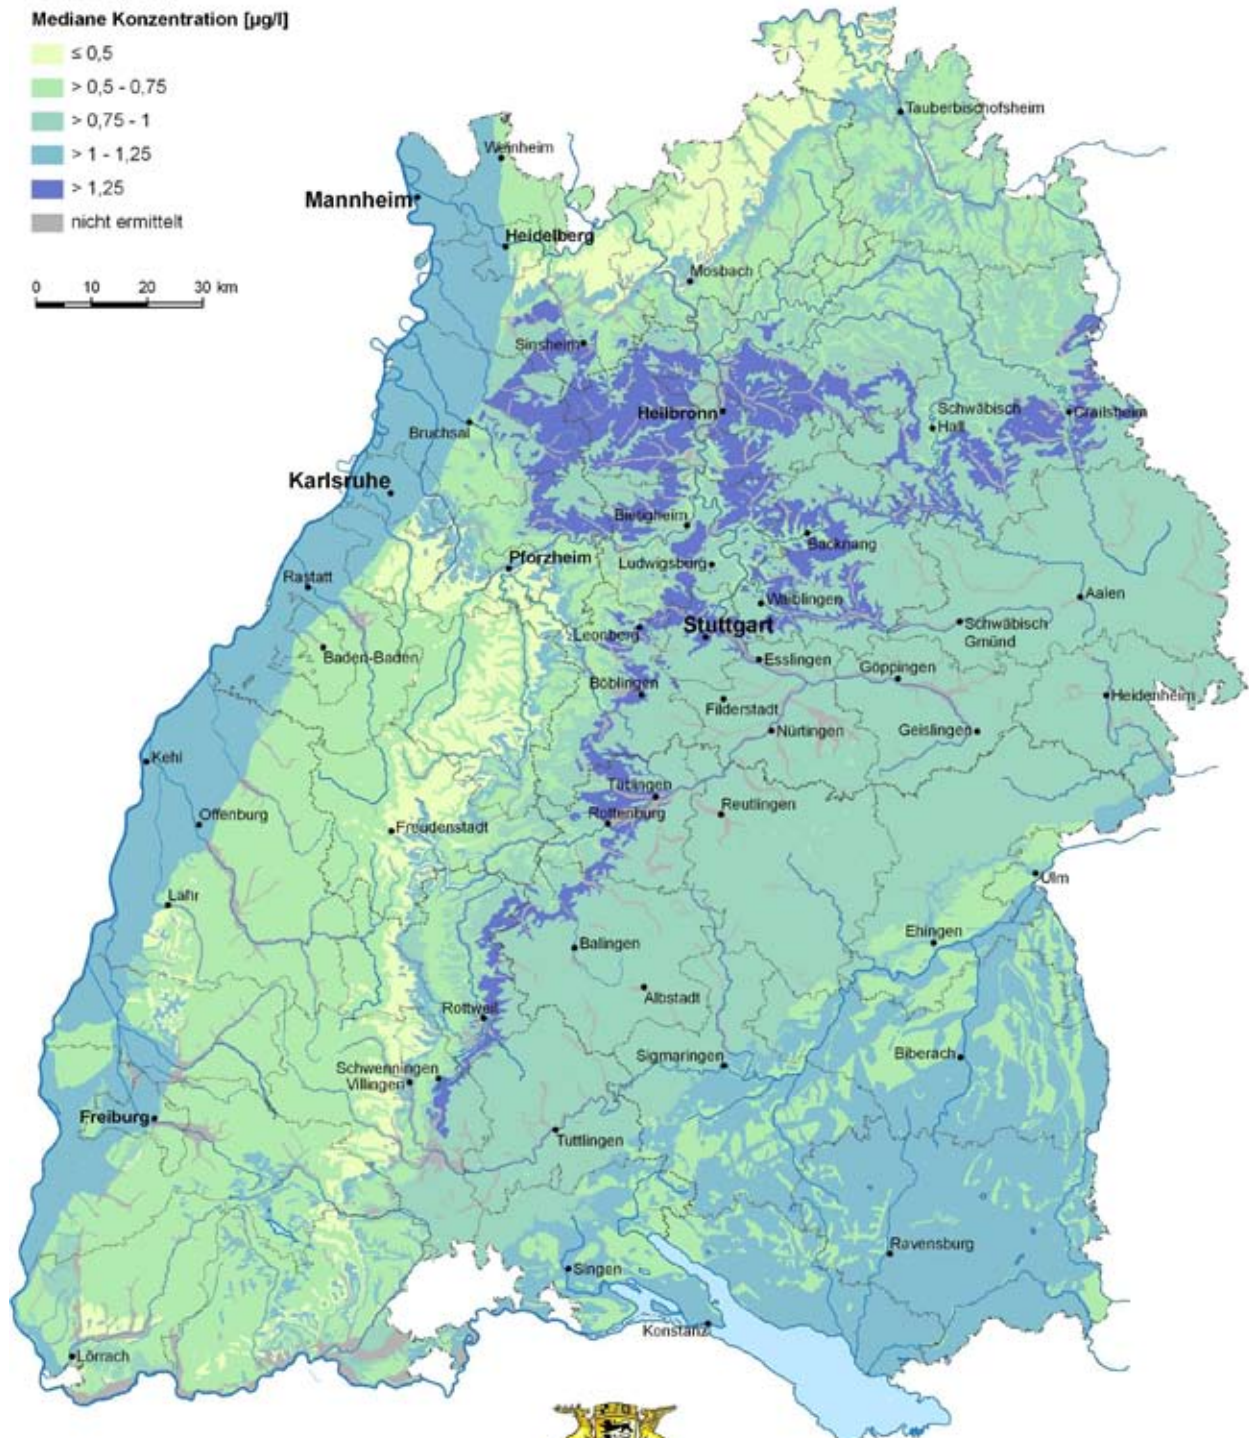 Mediane Konzentration [µg/l]
≤ 0,5
> 0,5 - 0,75
> 0,75 - 1
> 1 - 1,25
> 1,25
nicht ermittelt
0 10 20 30 km
Tauberbischofsheim
Weinheim
Mannheim
Heidelberg
Mosbach
Sinsheim
Heilbronn
Schwäbisch
Hall
Crailsheim
Bruchsal
Karlsruhe
Bietigheim
Backnang
Pforzheim
Ludwigsburg
Rastatt
Waiblingen
Aalen
Leonberg
Stuttgart
Schwäbisch
Gmünd
Baden-Baden
Esslingen
Göppingen
Böblingen
Filderstadt
Heidenheim
Nürtingen
Geislingen
Kehl
Tübingen
Reutlingen
Offenburg
Rottenburg
Freudenstadt
Ulm
Lahr
Ehingen
Balingen
Albstadt
Rottweil
Sigmaringen
Biberach
Schwenningen
Villingen
Freiburg
Tuttlingen
Ravensburg
Singen
Konstanz
Lörrach